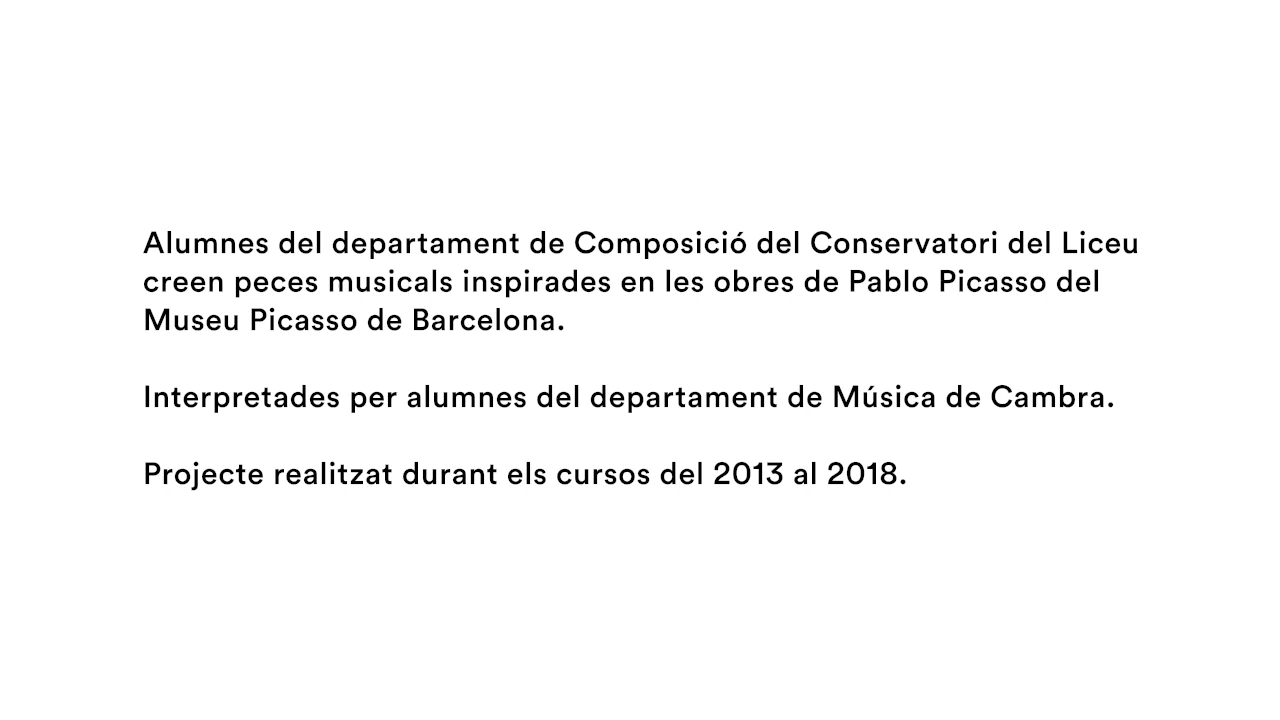 Alumnes del departament de Composició del Conservatori del Liceu
creen peces musicals inspirades en les obres de Pablo Picasso del
Museu Picasso de Barcelona.
Interpretades per alumnes del departament de Música de Cambra.
Projecte realitzat durant els cursos del 2013 al 2018.